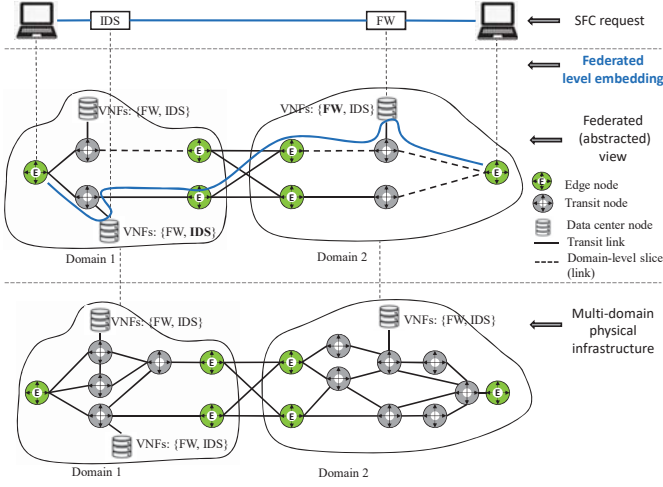 IDS
FW
SFC request
Federated
level embedding
VNFs: {FW, IDS}
VNFs: {FW, IDS}
Federated
(abstracted)
view
E
E
E
E
Edge node
Transit node
Data center node
Transit link
Domain-level slice
(link)
E
E
VNFs: {FW, IDS}
Domain 1
Domain 2
VNFs: {FW, IDS}
VNFs: {FW, IDS}
Multi-domain
physical
infrastructure
E
E
E
E
E
E
VNFs: {FW, IDS}
Domain 1
Domain 2